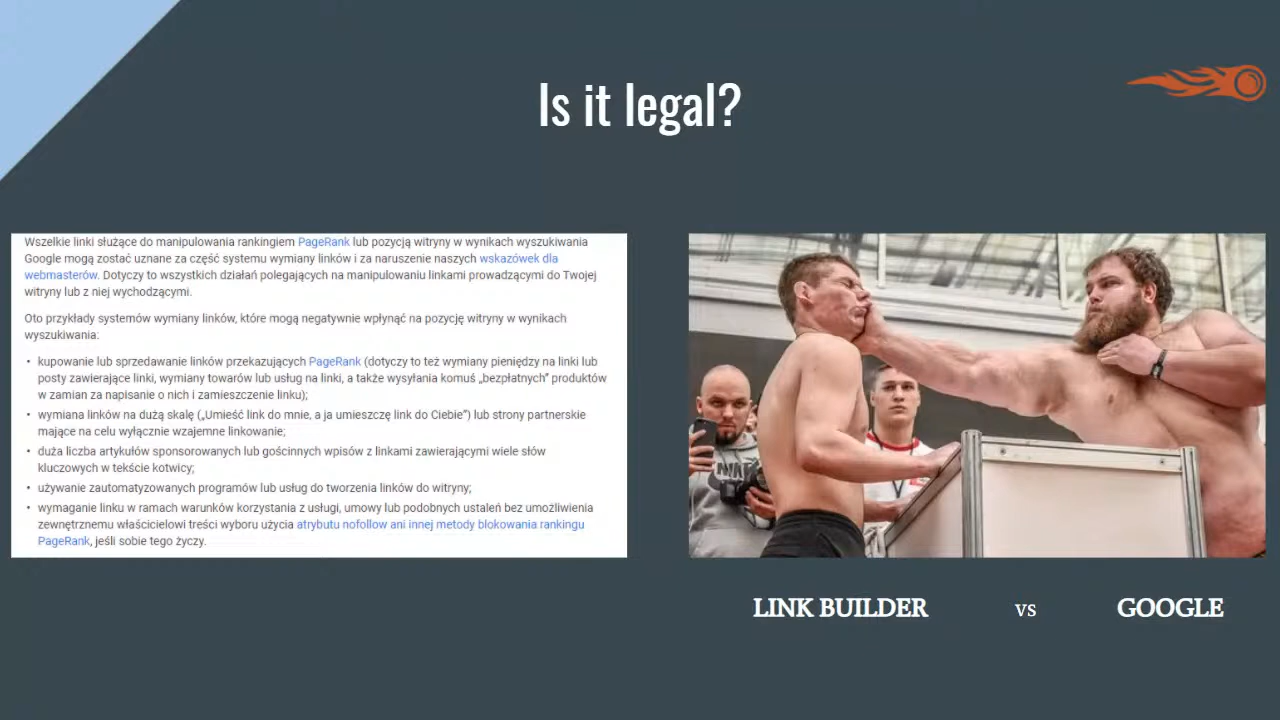 Is it legal?
Wszelkie linki służące do manipulowania rankingiem PageRank lub pozycją witryny w wynikach wyszukiwania
Google mogą zostać uznane za część systemu wymiany linków i za naruszenie naszych wskazówek dla
webmasterów. Dotyczy to wszystkich działań polegających na manipulowaniu linkami prowadzącymi do Twojej
witryny lub z niej wychodzącymi.
Oto przykłady systemów wymiany linków, które mogą negatywnie wpłynąć na pozycję witryny w wynikach
wyszukiwania:
• kupowanie lub sprzedawanie linków przekazujących PageRank (dotyczy to też wymiany pieniędzy na linki lub
posty zawierające linki, wymiany towarów lub usług na linki, a także wysyłania komuś „bezpłatnych” produktów
w zamian za napisanie o nich i zamieszczenie linku);
• wymiana linków na dużą skalę („Umieść link do mnie, a ja umieszczę link do Ciebie”) lub strony partnerskie
mające na celu wyłącznie wzajemne linkowanie;
• duża liczba artykułów sponsorowanych lub gościnnych wpisów z linkami zawierającymi wiele słów
kluczowych w tekście kotwicy;
• używanie zautomatyzowanych programów lub usług do tworzenia linków do witryny;
• wymaganie linku w ramach warunków korzystania z usługi, umowy lub podobnych ustaleń bez umożliwienia
zewnętrznemu właścicielowi treści wyboru użycia atrybutu nofollow ani innej metody blokowania rankingu
PageRank, jeśli sobie tego życzy.
LINK BUILDER vs GOOGLE